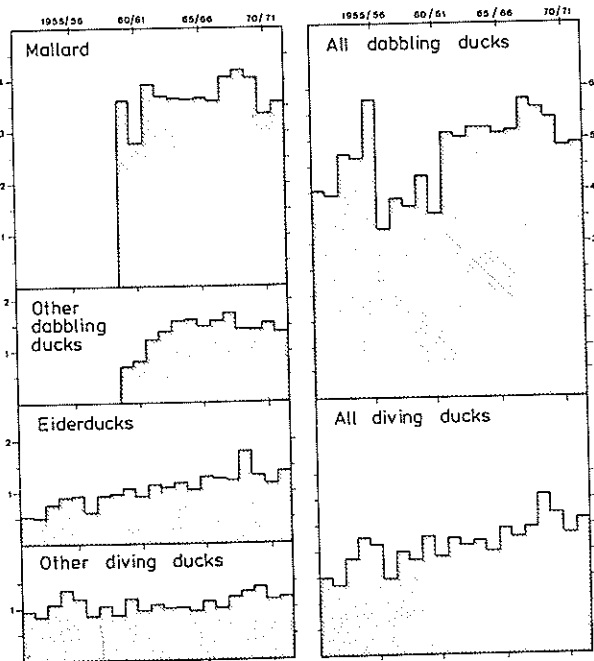 1955/56 60/61 65/66 70/71
Mallard
4
3
2
1
Other
dabbling
ducks
2
1
Eiderducks
2
1
Other diving ducks
1
1955/56 60/61 65/66 70/71
All dabbling ducks
6
5
4
3
All diving ducks